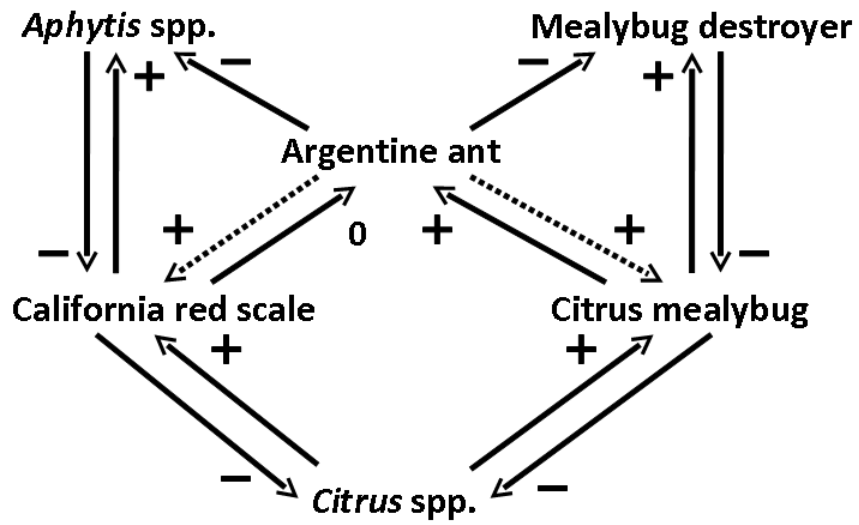 Aphytis spp.
Mealybug destroyer
−
−
+
+
Argentine ant
+
0
+
+
−
−
California red scale
Citrus mealybug
+
+
−
−
Citrus spp.